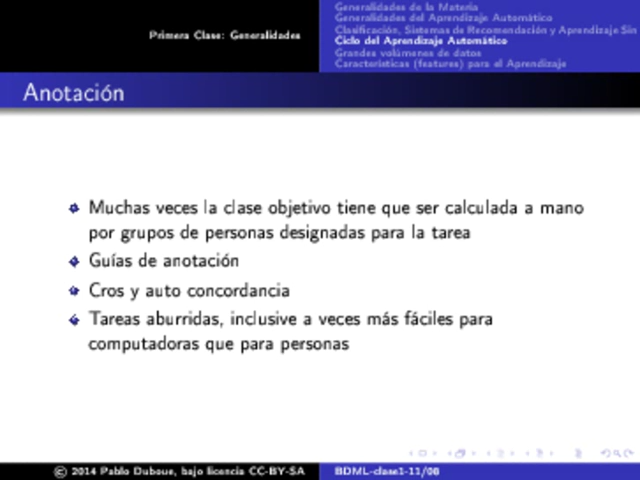 Primera Clase: Generalidades
Generalidades de la Materia
Generalidades del Aprendizaje Automático
Clasificación, Sistemas de Recomendación y Aprendizaje Sin
Ciclo del Aprendizaje Automático
Grandes volúmenes de datos
Características (features) para el Aprendizaje
Anotación
Muchas veces la clase objetivo tiene que ser calculada a mano
por grupos de personas designadas para la tarea
Guías de anotación
Cros y auto concordancia
Tareas aburridas, inclusive a veces más fáciles para
computadoras que para personas
© 2014 Pablo Duboue, bajo licencia CC-BY-SA
BDML-clase1-11/08